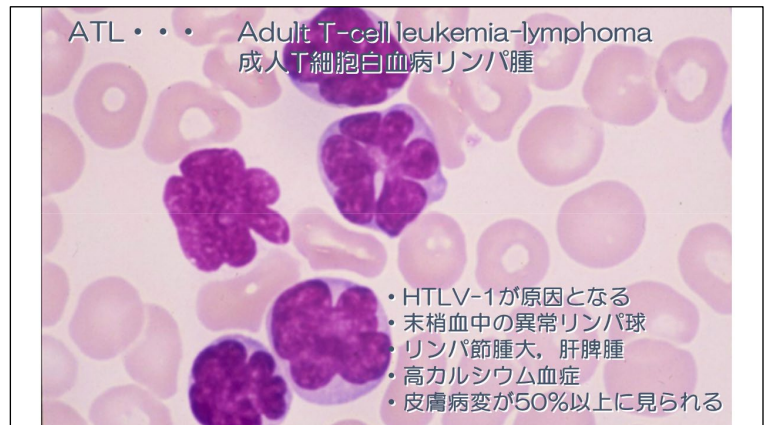 ATL・・・　Adult T-cell leukemia-lymphoma
成人T細胞白血病リンパ腫
・HTLV-1が原因となる
・末梢血中の異常リンパ球
・リンパ節腫大，肝脾腫
・高カルシウム血症
・皮膚病変が50%以上に見られる